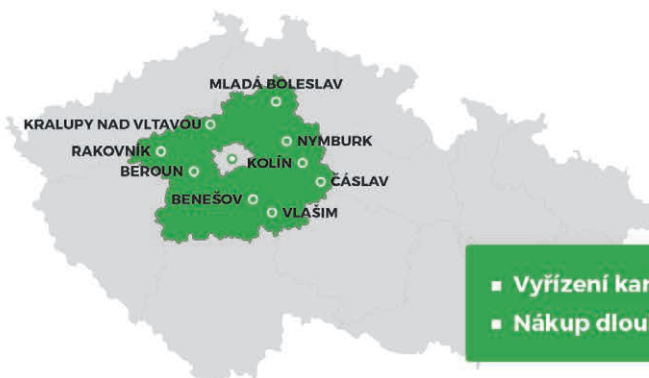 MLADÁ BOLESLAV
KRALUPY NAD VLTAVOU
NYMBURK
RAKOVNÍK
KOLÍN
BEROUN
ČÁSLAV
BENEŠOV
VLAŠIM
▪ Vyřízení
▪ Nákup